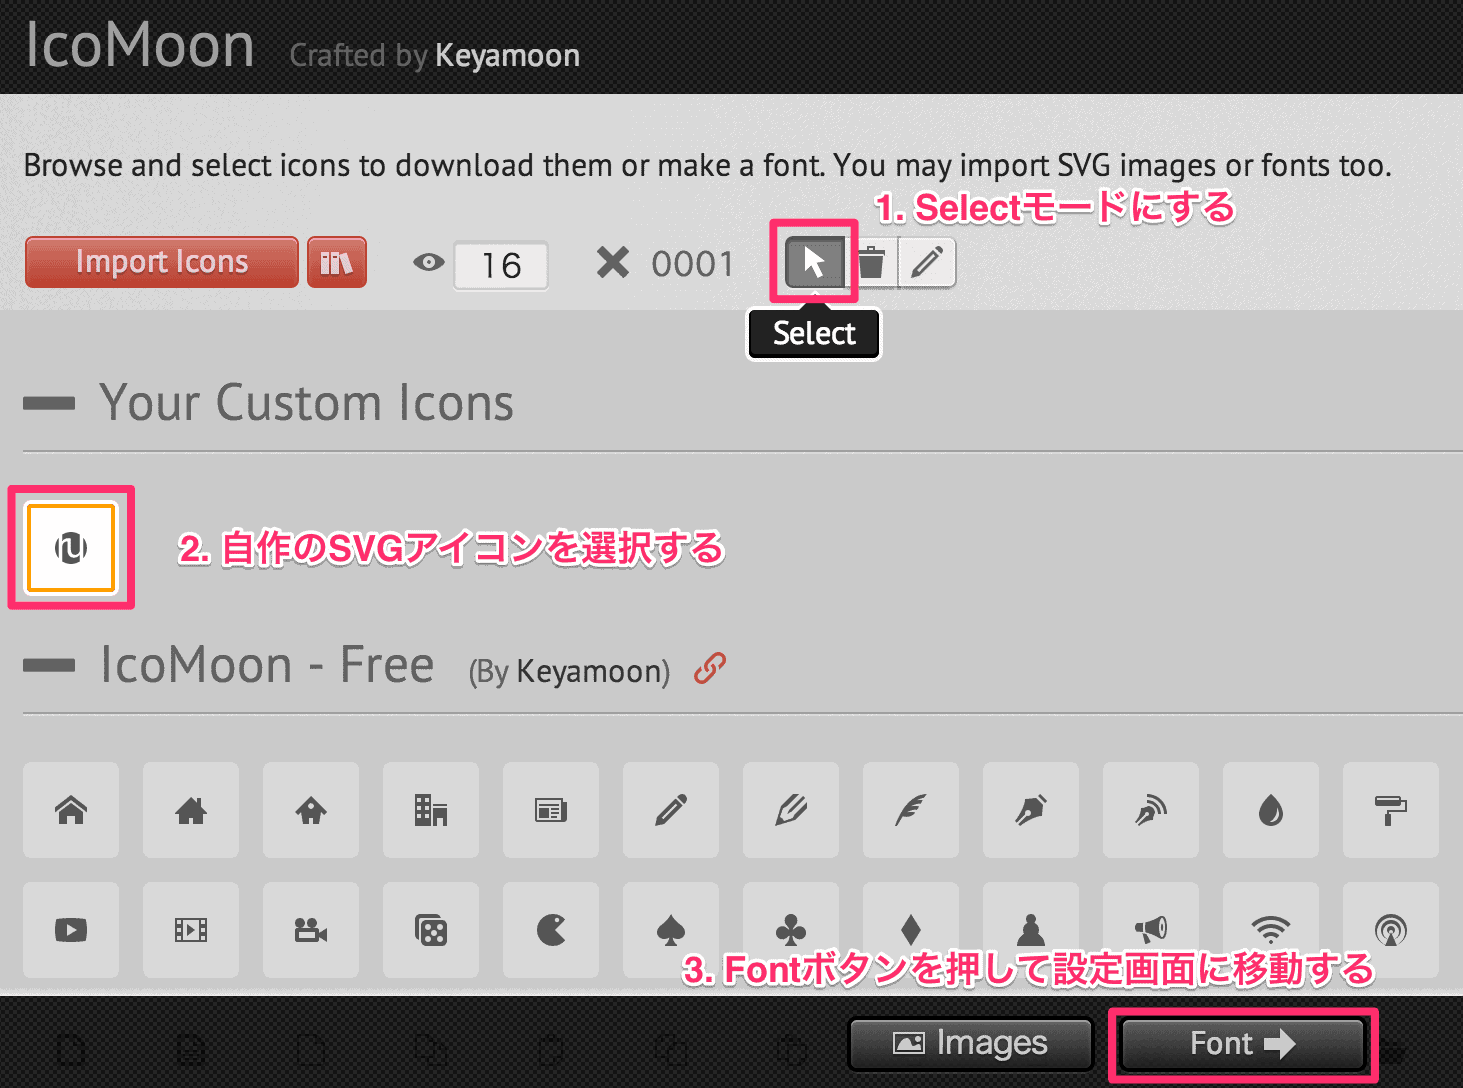 IcoMoon Crafted by Keyamoon
Browse and select icons to download them or make a font. You may import SVG images or fonts too.
1. Selectモードにする
Import Icons 16 0001
Select
Your Custom Icons
2. 自作のSVGアイコンを選択する
IcoMoon - Free (By Keyamoon)
3. Fontボタンを押して設定画面に移動する
Images Font